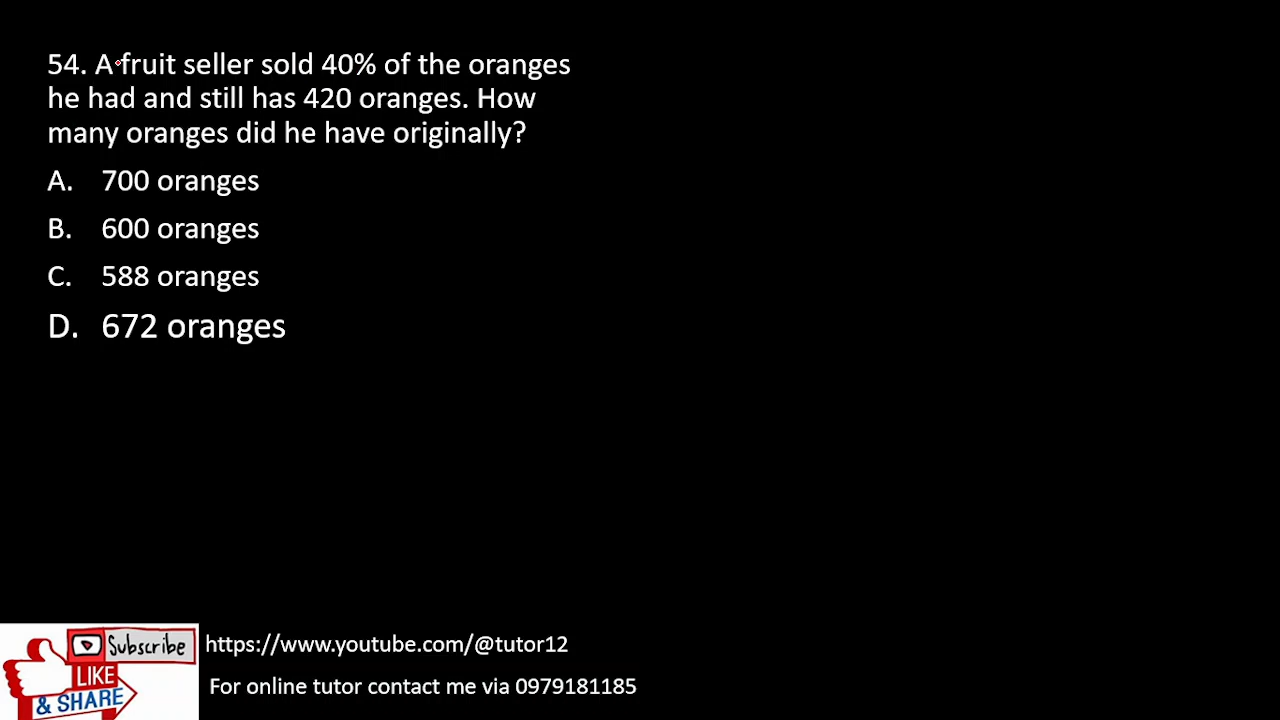 54. A fruit seller sold 40% of the oranges
he had and still has 420 oranges. How
many oranges did he have originally?
A. 700 oranges
B. 600 oranges
C. 588 oranges
D. 672 oranges
Subscribe
LIKE
& SHARE
https://www.youtube.com/@tutor12
For online tutor contact me via 0979181185